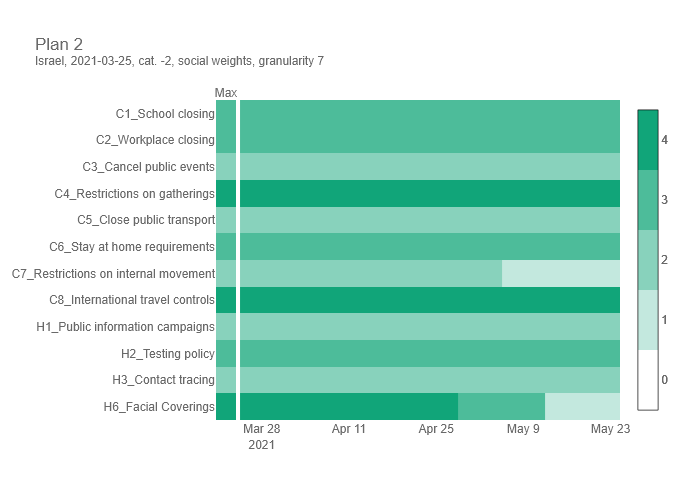 Plan 2
Israel, 2021-03-25, cat. -2, social weights, granularity 7
Max
C1_School closing
C2_Workplace closing
C3_Cancel public events
C4_Restrictions on gatherings
C5_Close public transport
C6_Stay at home requirements
C7_Restrictions on internal movement
C8_International travel controls
H1_Public information campaigns
H2_Testing policy
H3_Contact tracing
H6_Facial Coverings
Mar 28 Apr 11 Apr 25 May 9 May 23
2021
4
3
2
1
0